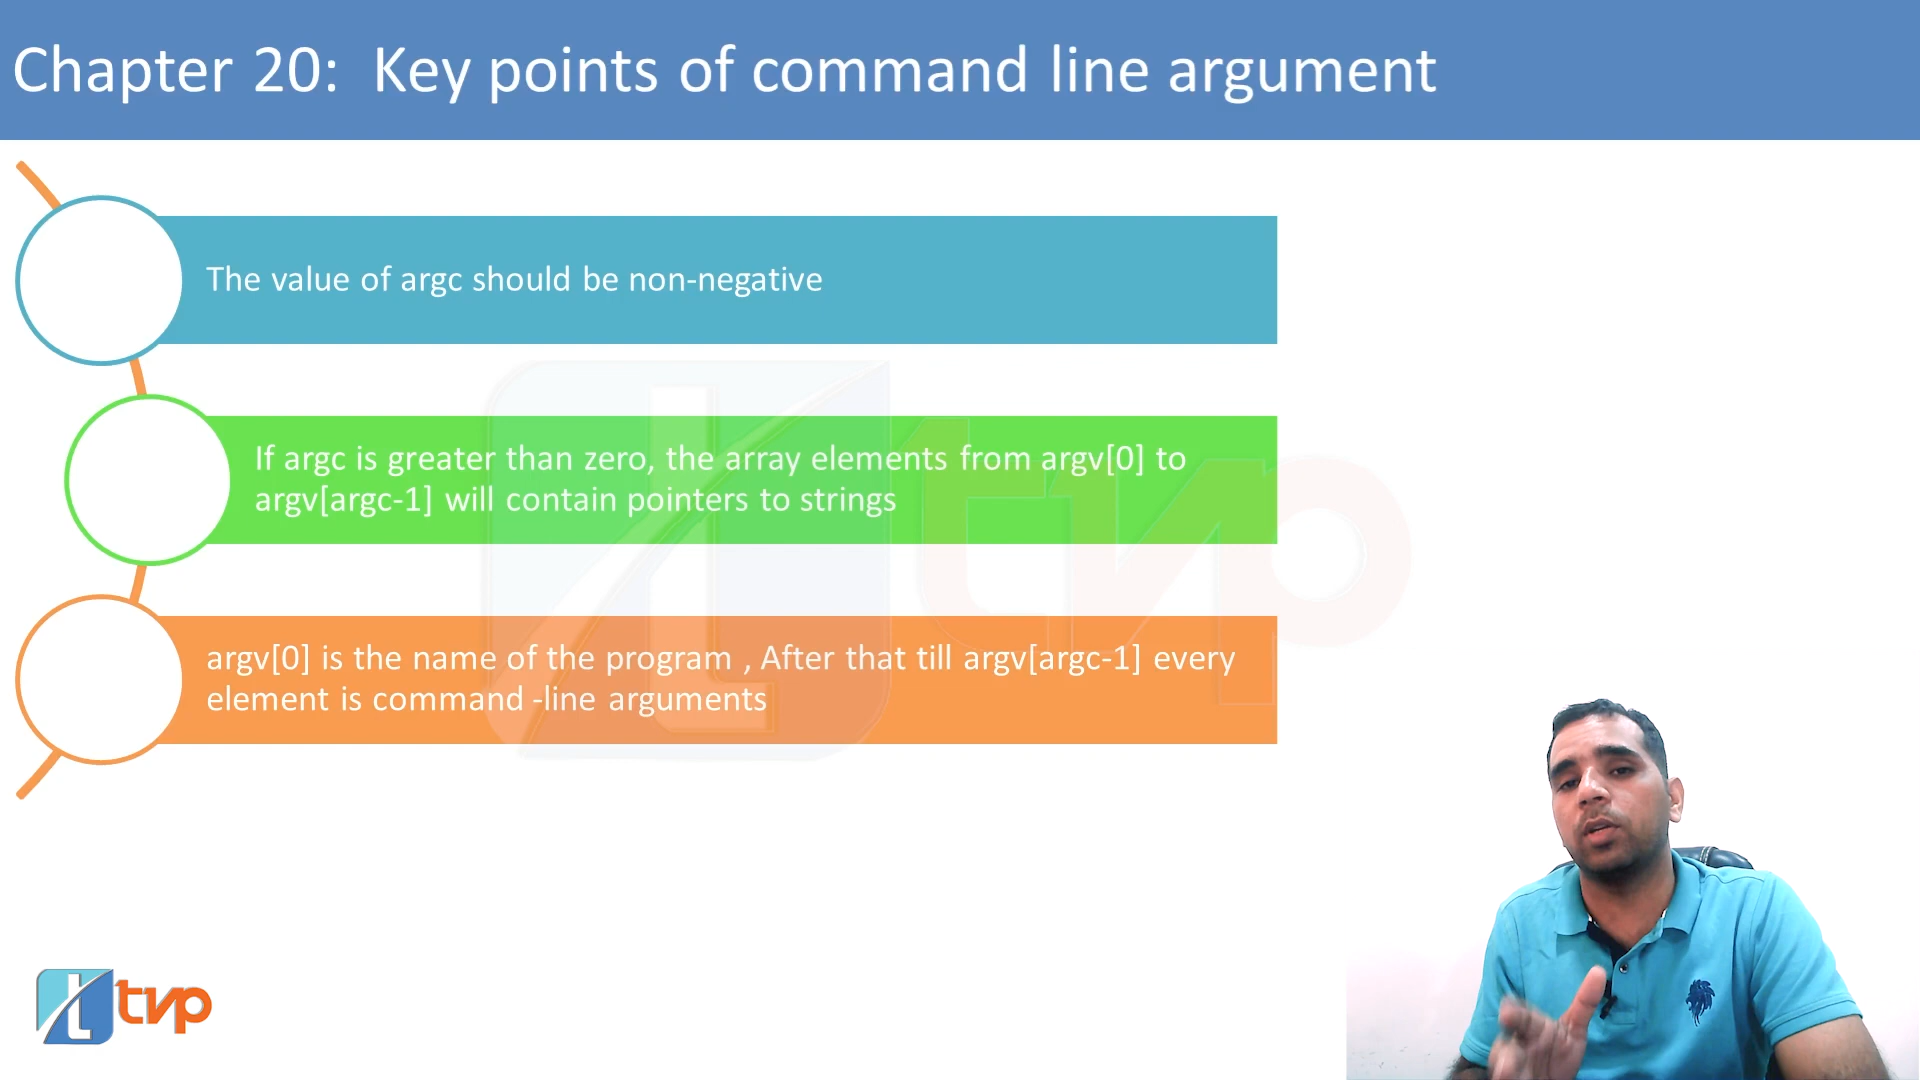 Chapter 20: Key points of command line argument
The value of argc should be non-negative
If argc is greater than zero, the array elements from argv[0] to
argv[argc-1] will contain pointers to strings
argv[0] is the name of the program , After that till argv[argc-1] every
element is command -line arguments
tvp
tvp